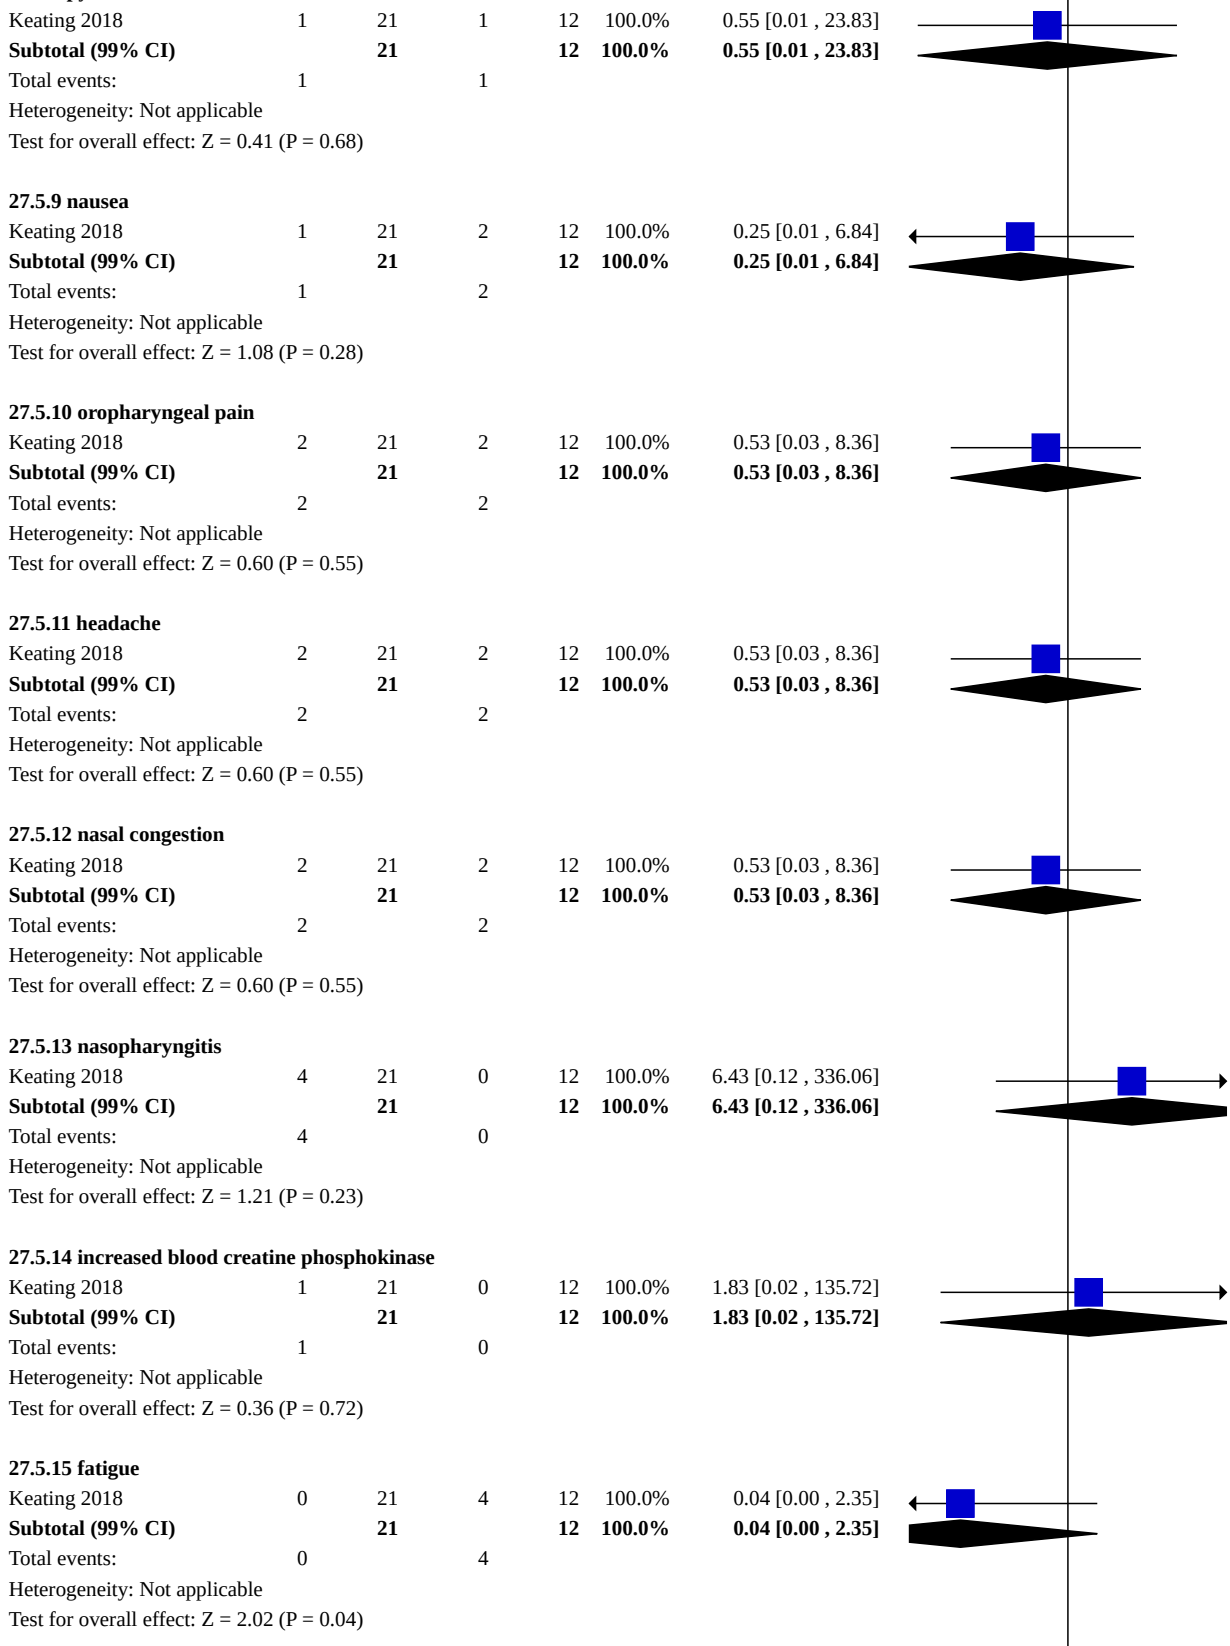 Keating 2018 1 21 1 12 100.0% 0.55 [0.01 , 23.83]
Subtotal (99% CI) 21 12 100.0% 0.55 [0.01 , 23.83]
Total events: 1 1
Heterogeneity: Not applicable
Test for overall effect: Z = 0.41 (P = 0.68)
27.5.9 nausea
Keating 2018 1 21 2 12 100.0% 0.25 [0.01 , 6.84]
Subtotal (99% CI) 21 12 100.0% 0.25 [0.01 , 6.84]
Total events: 1 2
Heterogeneity: Not applicable
Test for overall effect: Z = 1.08 (P = 0.28)
27.5.10 oropharyngeal pain
Keating 2018 2 21 2 12 100.0% 0.53 [0.03 , 8.36]
Subtotal (99% CI) 21 12 100.0% 0.53 [0.03 , 8.36]
Total events: 2 2
Heterogeneity: Not applicable
Test for overall effect: Z = 0.60 (P = 0.55)
27.5.11 headache
Keating 2018 2 21 2 12 100.0% 0.53 [0.03 , 8.36]
Subtotal (99% CI) 21 12 100.0% 0.53 [0.03 , 8.36]
Total events: 2 2
Heterogeneity: Not applicable
Test for overall effect: Z = 0.60 (P = 0.55)
27.5.12 nasal congestion
Keating 2018 2 21 2 12 100.0% 0.53 [0.03 , 8.36]
Subtotal (99% CI) 21 12 100.0% 0.53 [0.03 , 8.36]
Total events: 2 2
Heterogeneity: Not applicable
Test for overall effect: Z = 0.60 (P = 0.55)
27.5.13 nasopharyngitis
Keating 2018 4 21 0 12 100.0% 6.43 [0.12 , 336.06]
Subtotal (99% CI) 21 12 100.0% 6.43 [0.12 , 336.06]
Total events: 4 0
Heterogeneity: Not applicable
Test for overall effect: Z = 1.21 (P = 0.23)
27.5.14 increased blood creatine phosphokinase
Keating 2018 1 21 0 12 100.0% 1.83 [0.02 , 135.72]
Subtotal (99% CI) 21 12 100.0% 1.83 [0.02 , 135.72]
Total events: 1 0
Heterogeneity: Not applicable
Test for overall effect: Z = 0.36 (P = 0.72)
27.5.15 fatigue
Keating 2018 0 21 4 12 100.0% 0.04 [0.00 , 2.35]
Subtotal (99% CI) 21 12 100.0% 0.04 [0.00 , 2.35]
Total events: 0 4
Heterogeneity: Not applicable
Test for overall effect: Z = 2.02 (P = 0.04)